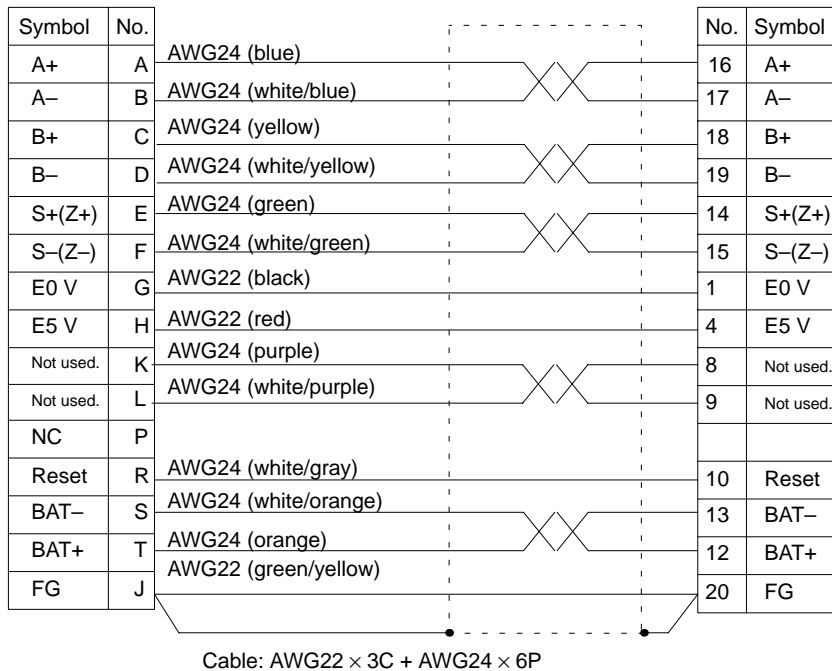 Symbol No. No. Symbol
A+ A AWG24 (blue) 16 A+
A– B AWG24 (white/blue) 17 A–
B+ C AWG24 (yellow) 18 B+
B– D AWG24 (white/yellow) 19 B–
S+(Z+) E AWG24 (green) 14 S+(Z+)
S–(Z–) F AWG24 (white/green) 15 S–(Z–)
E0 V G AWG22 (black) 1 E0 V
E5 V H AWG22 (red) 4 E5 V
Not used. K AWG24 (purple) 8 Not used.
Not used. L AWG24 (white/purple) 9 Not used.
NC P
Reset R AWG24 (white/gray) 10 Reset
BAT– S AWG24 (white/orange) 13 BAT–
BAT+ T AWG24 (orange) 12 BAT+
FG J AWG22 (green/yellow) 20 FG
Cable: AWG22 × 3C + AWG24 × 6P